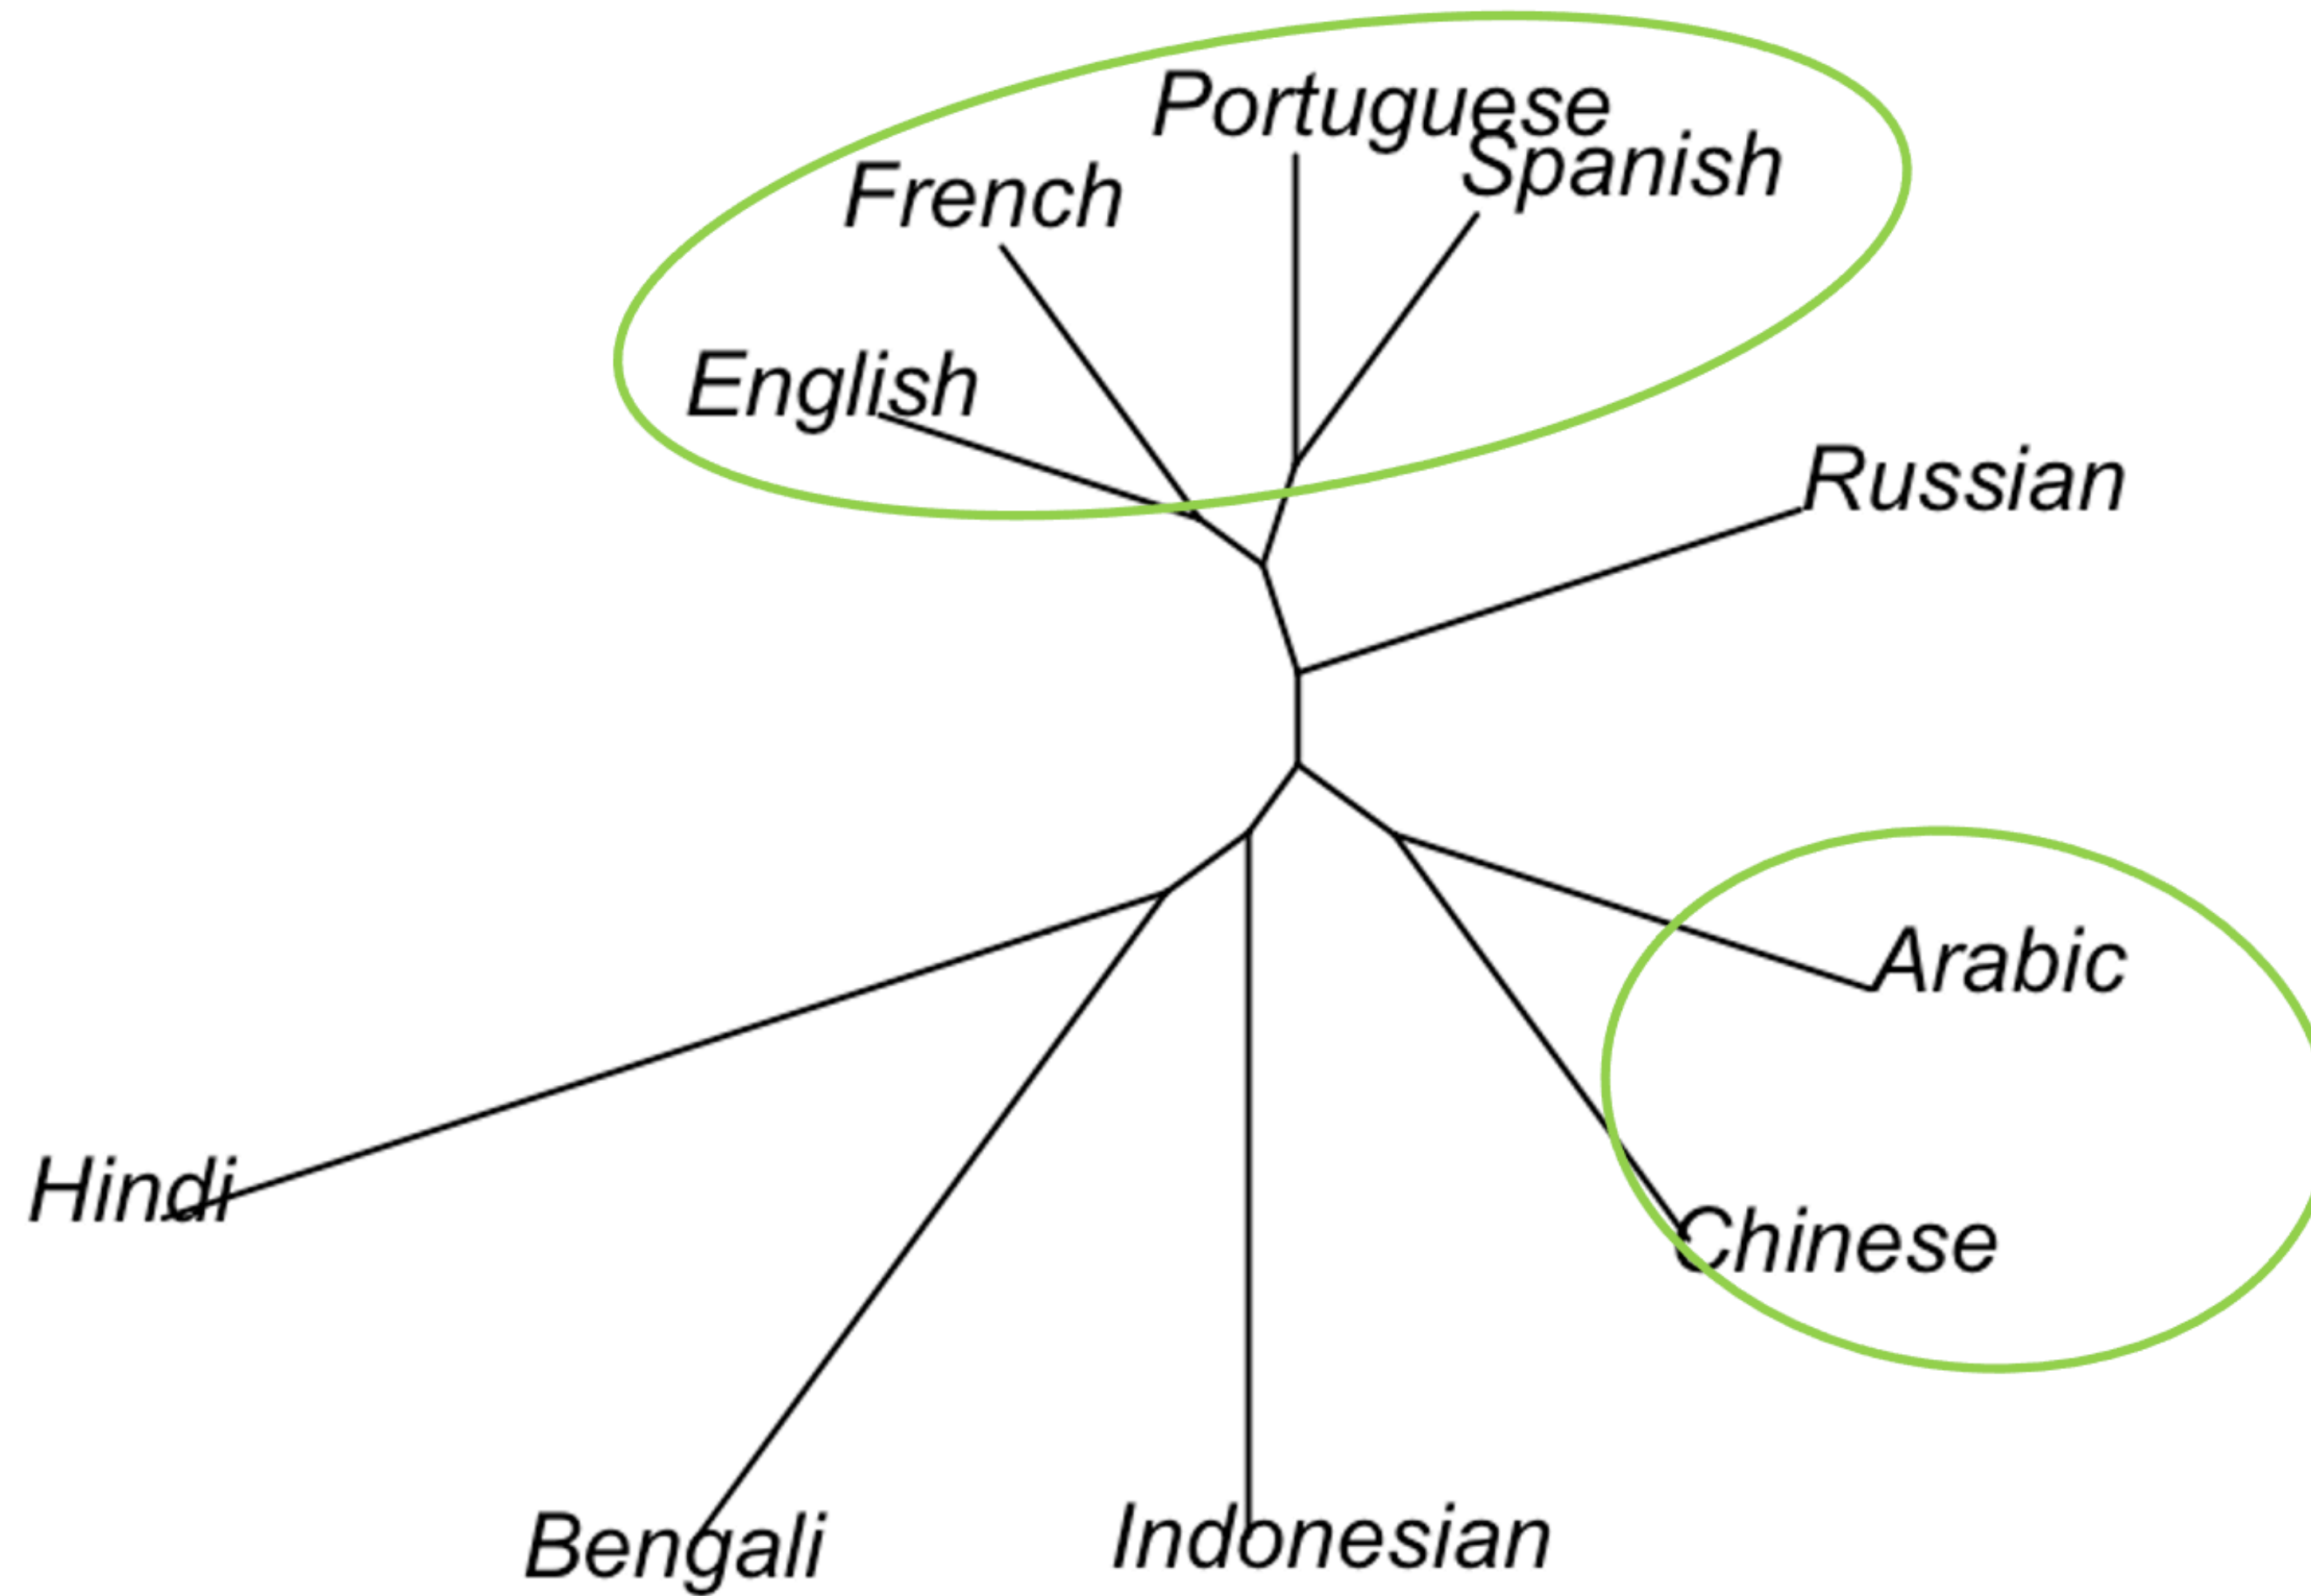 Portuguese
Spanish
French
English
Russian
Arabic
Hindi
Chinese
Bengali
Indonesian